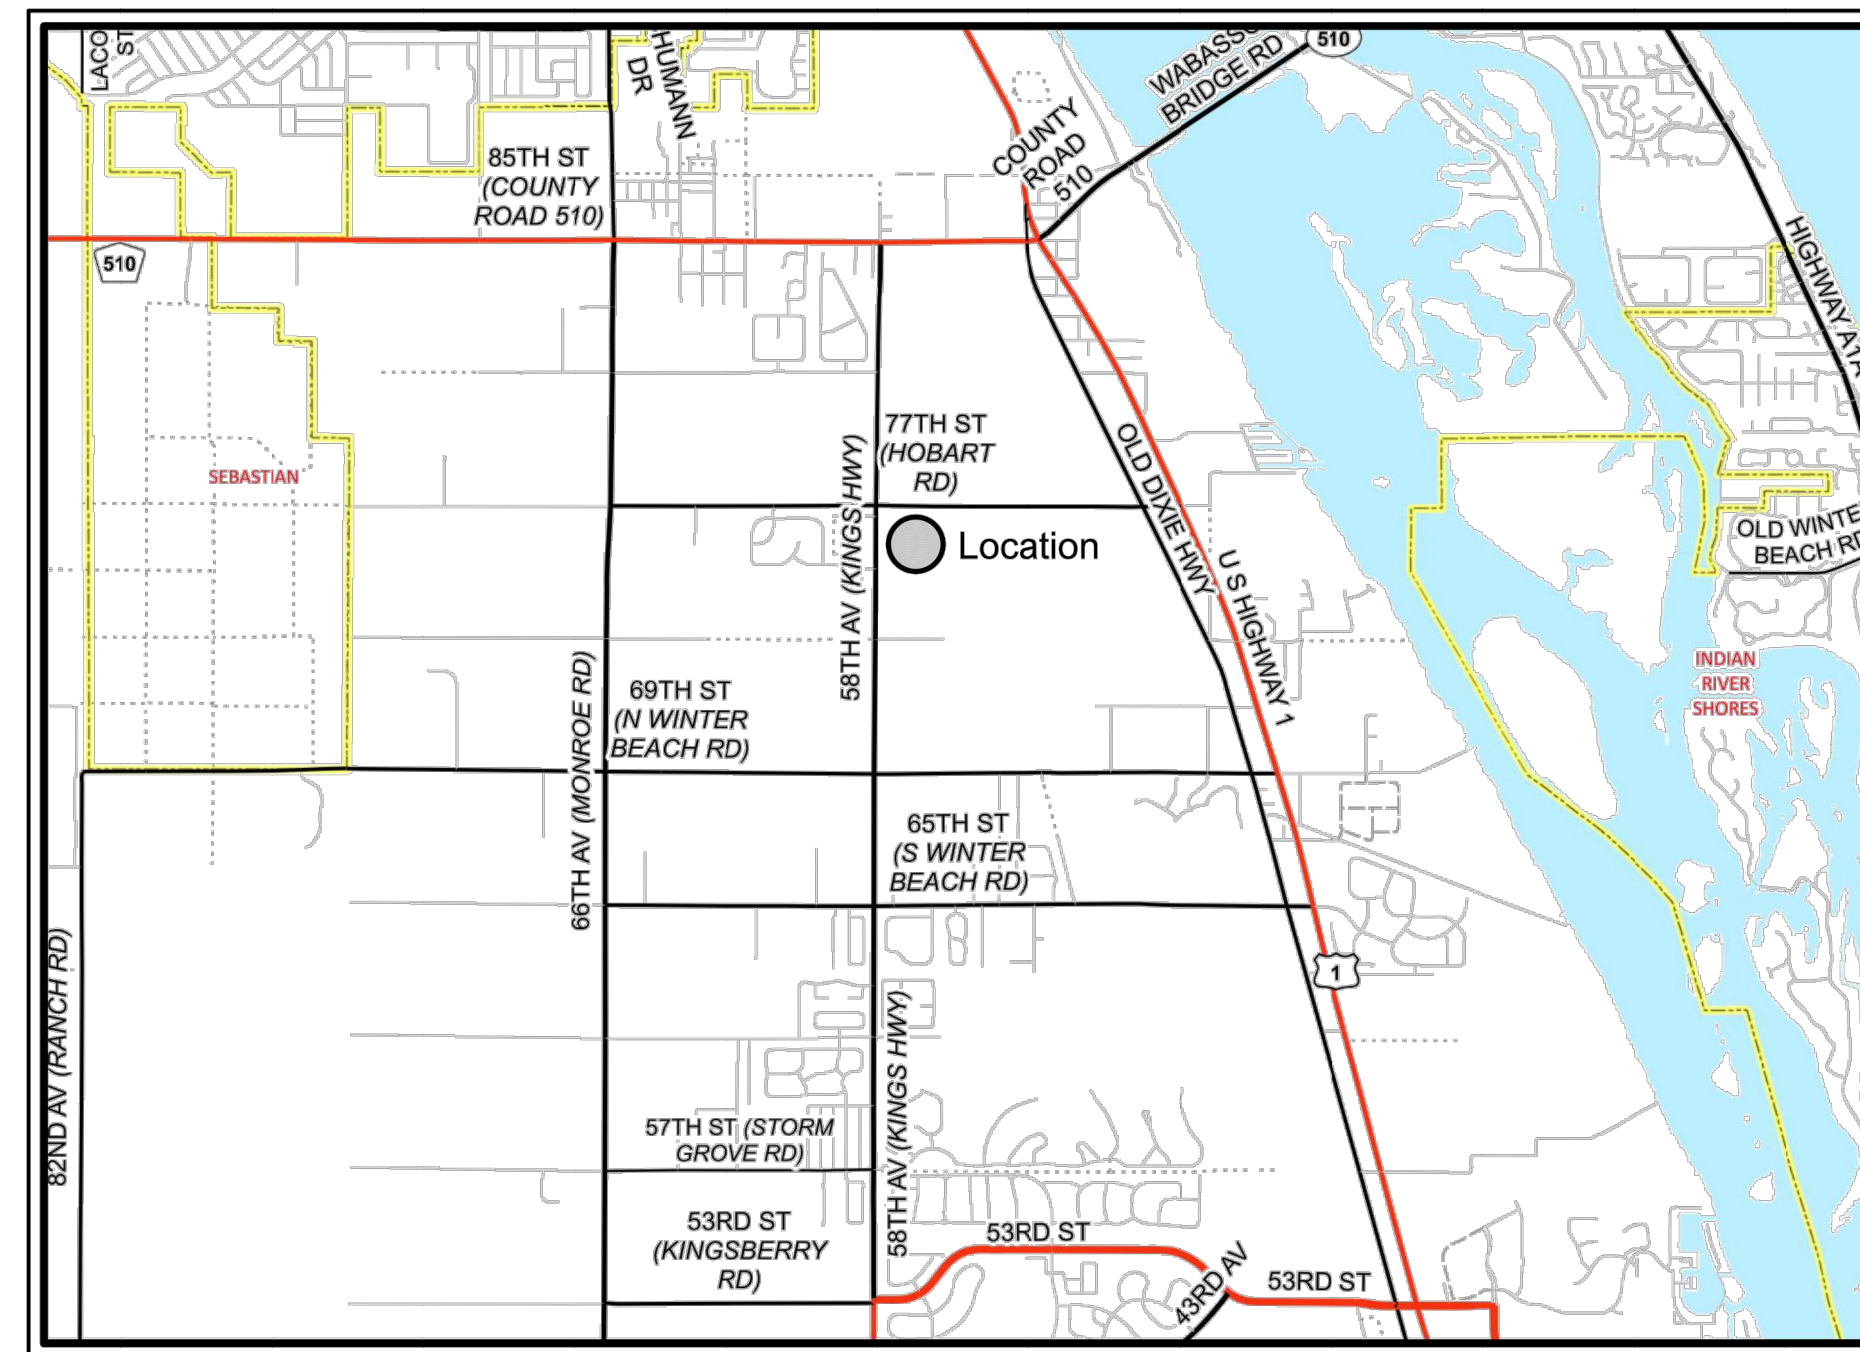 LACO
ST
HUMANN
DR
WABASSO
BRIDGE RD
510
COUNTY
ROAD
510
85TH ST
(COUNTY
ROAD 510)
510
HIGHWAY A1A
77TH ST
(HOBART
RD)
SEBASTIAN
58TH AV (KINGS HWY)
OLD DIXIE HWY
Location
OLD WINTE
BEACH RD
U S HIGHWAY 1
INDIAN
RIVER
SHORES
66TH AV (MONROE RD)
69TH ST
(N WINTER
BEACH RD)
65TH ST
(S WINTER
BEACH RD)
82ND AV (RANCH RD)
1
58TH AV (KINGS HWY)
57TH ST (STORM
GROVE RD)
53RD ST
(KINGSBERRY
RD)
53RD ST
43RD AV
53RD ST